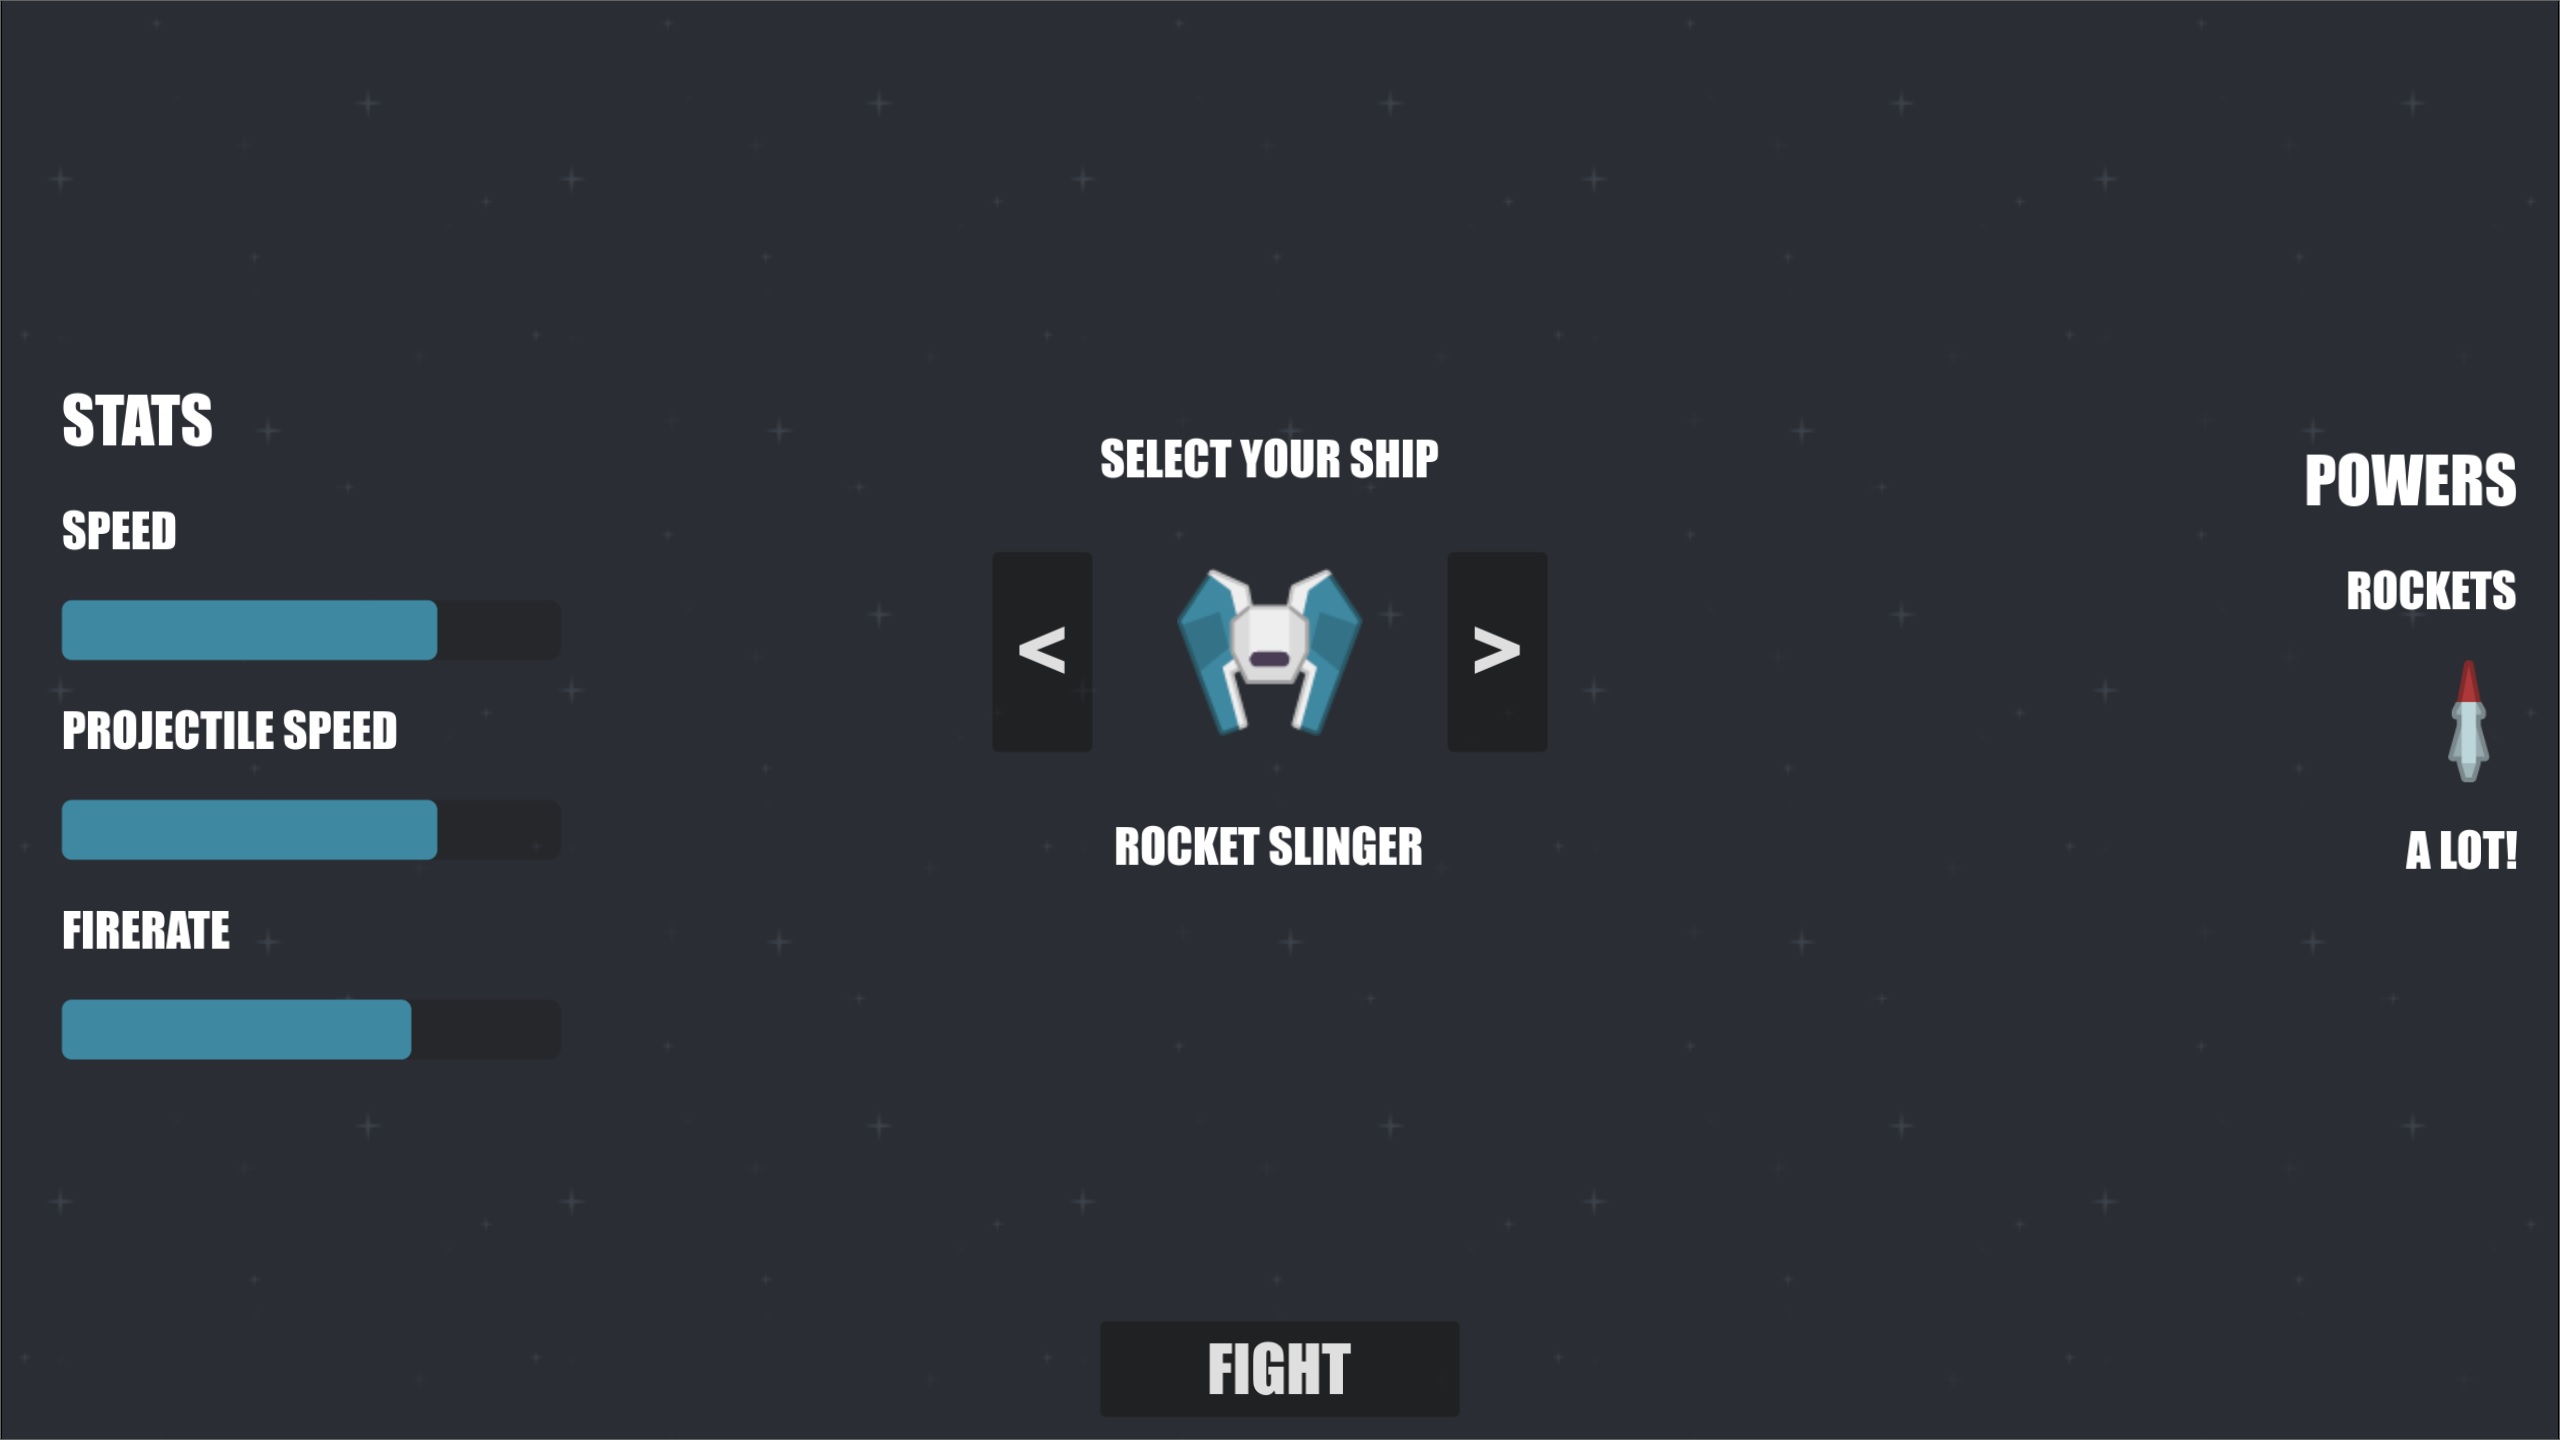 STATS
SPEED
PROJECTILE SPEED
FIRERATE
SELECT YOUR SHIP
< >
ROCKET SLINGER
POWERS
ROCKETS
A LOT!
FIGHT